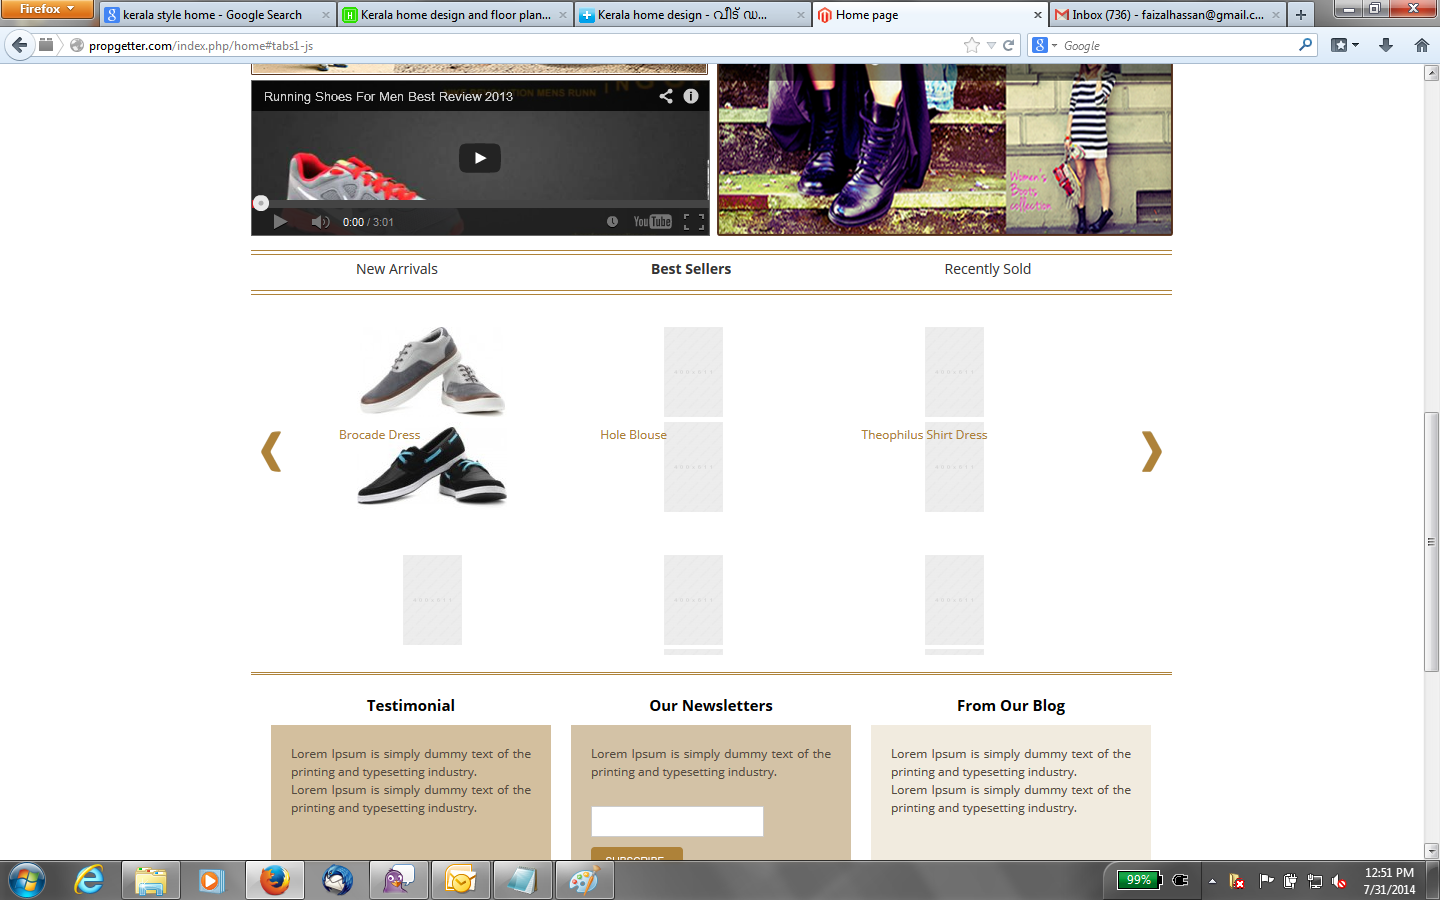 Firefox
kerala style home - Google Search
Kerala home design and floor plan...
Kerala home design - വീട് ഡ...
Home page
Inbox (736) - faizalhassan@gmail.c...
propgetter.com/index.php/home#tabs1-js
Google
Running Shoes For Men Best Review 2013
0:00 / 3:01
YouTube
Women's
Boots
collection
New Arrivals
Best Sellers
Recently Sold
Brocade Dress
Hole Blouse
Theophilus Shirt Dress
Testimonial
Our Newsletters
From Our Blog
Lorem Ipsum is simply dummy text of the
printing and typesetting industry.
Lorem Ipsum is simply dummy text of the
printing and typesetting industry.
Lorem Ipsum is simply dummy text of the
printing and typesetting industry.
SUBSCRIBE
Lorem Ipsum is simply dummy text of the
printing and typesetting industry.
Lorem Ipsum is simply dummy text of the
printing and typesetting industry.
99%
12:51 PM
7/31/2014